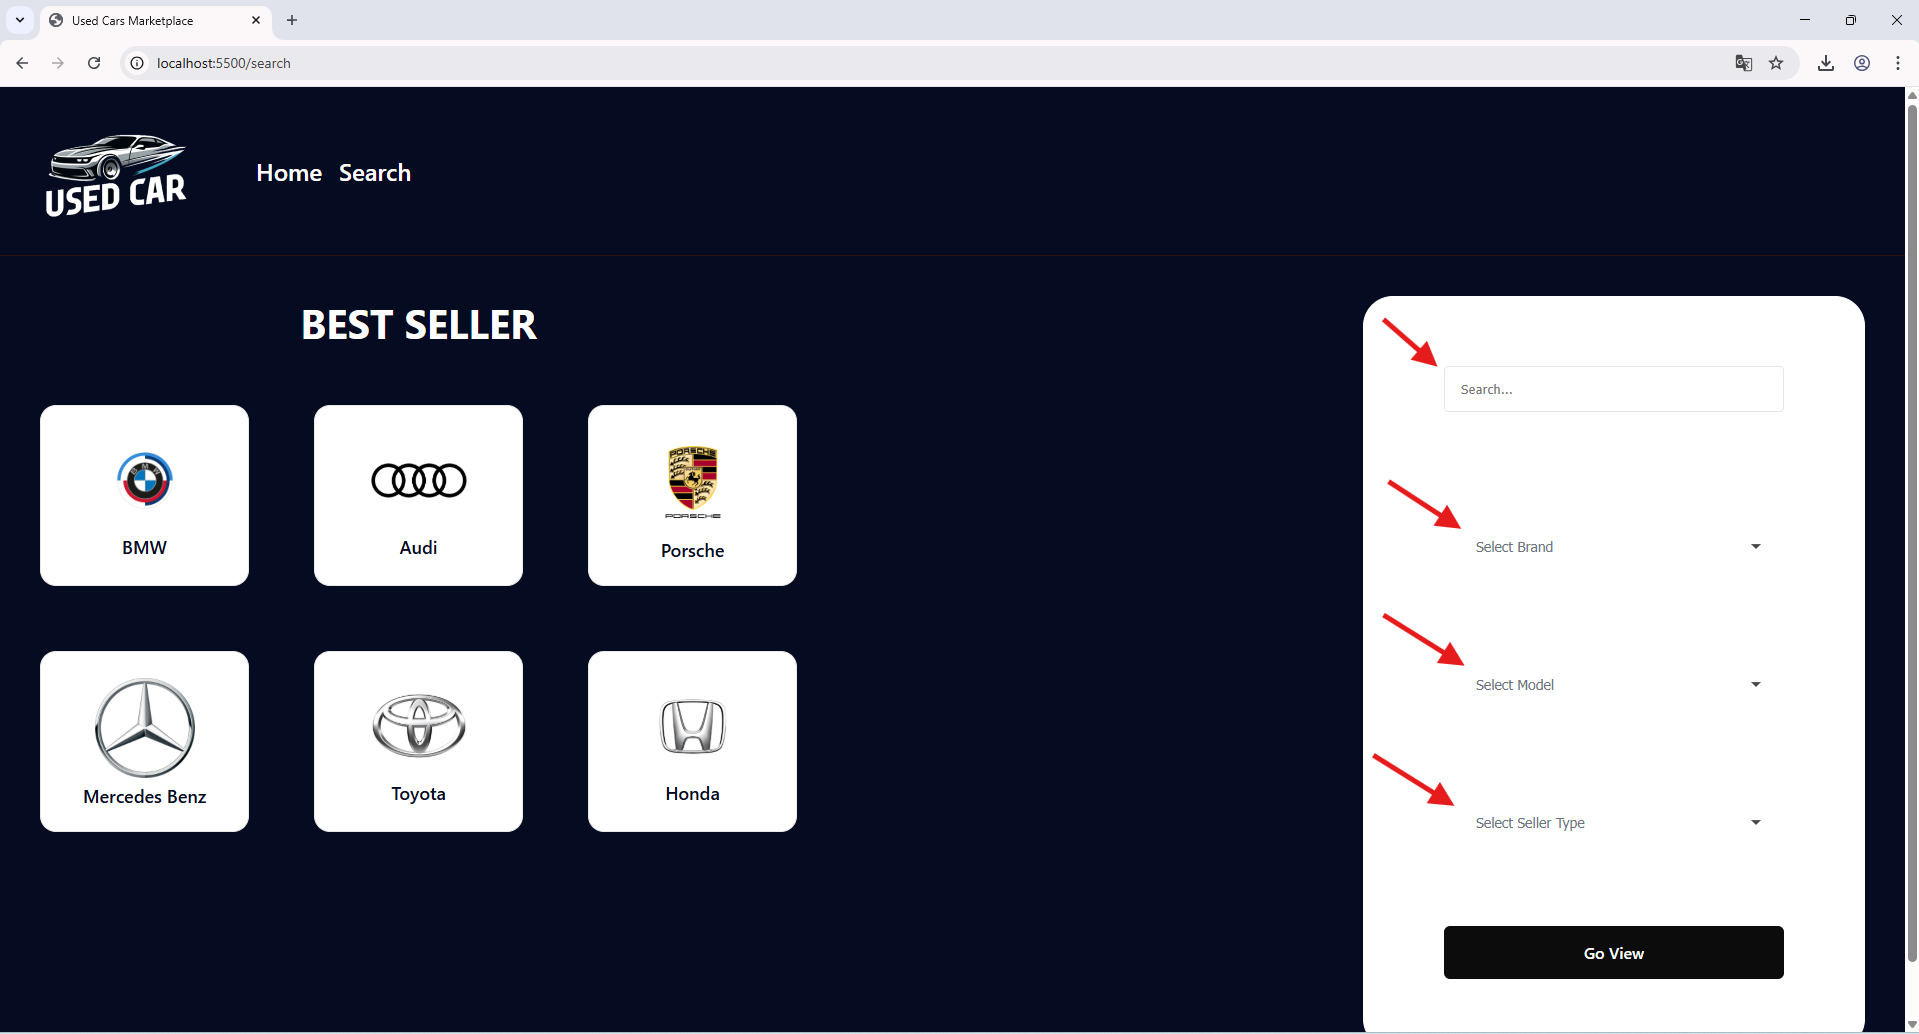 Used Cars Marketplace
localhost:5500/search
USED CAR
Home Search
BEST SELLER
BMW
Audi
PORSCHE
PORSCHE
Porsche
Mercedes Benz
Toyota
Honda
Search...
Select Brand
Select Model
Select Seller Type
Go View